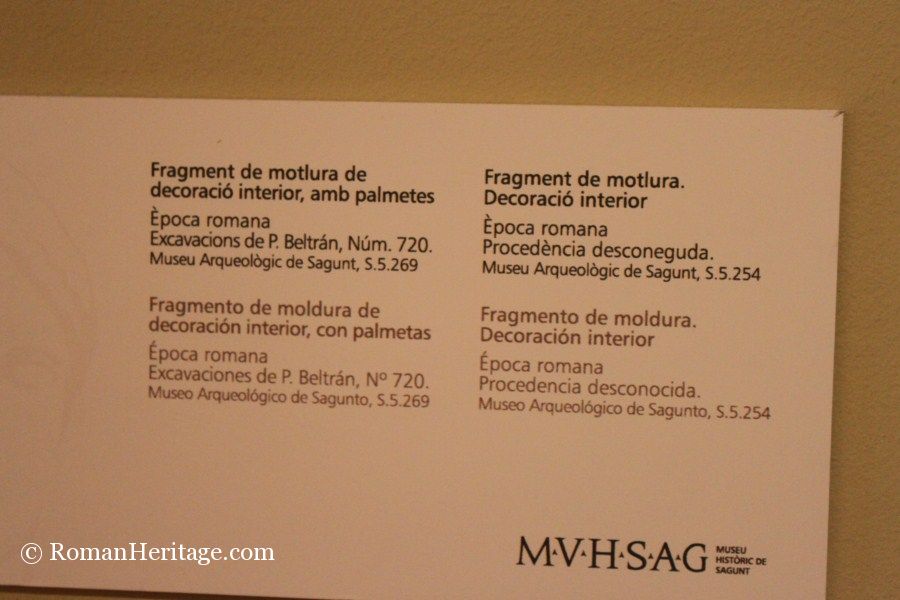 Fragment de motlura de
decoració interior, amb palmetes
Època romana
Excavacions de P. Beltrán, Núm. 720.
Museu Arqueològic de Sagunt, S.5.269
Fragmento de moldura de
decoración interior, con palmetas
Época romana
Excavaciones de P. Beltrán, Nº 720.
Museo Arqueológico de Sagunto, S.5.269
Fragment de motlura.
Decoració interior
Època romana
Procedència desconeguda.
Museu Arqueològic de Sagunt, S.5.254
Fragmento de moldura.
Decoración interior
Época romana
Procedencia desconocida.
Museo Arqueológico de Sagunto, S.5.254
M·V·H·S·A·G
MUSEU
HISTÒRIC DE
SAGUNT
© RomanHeritage.com